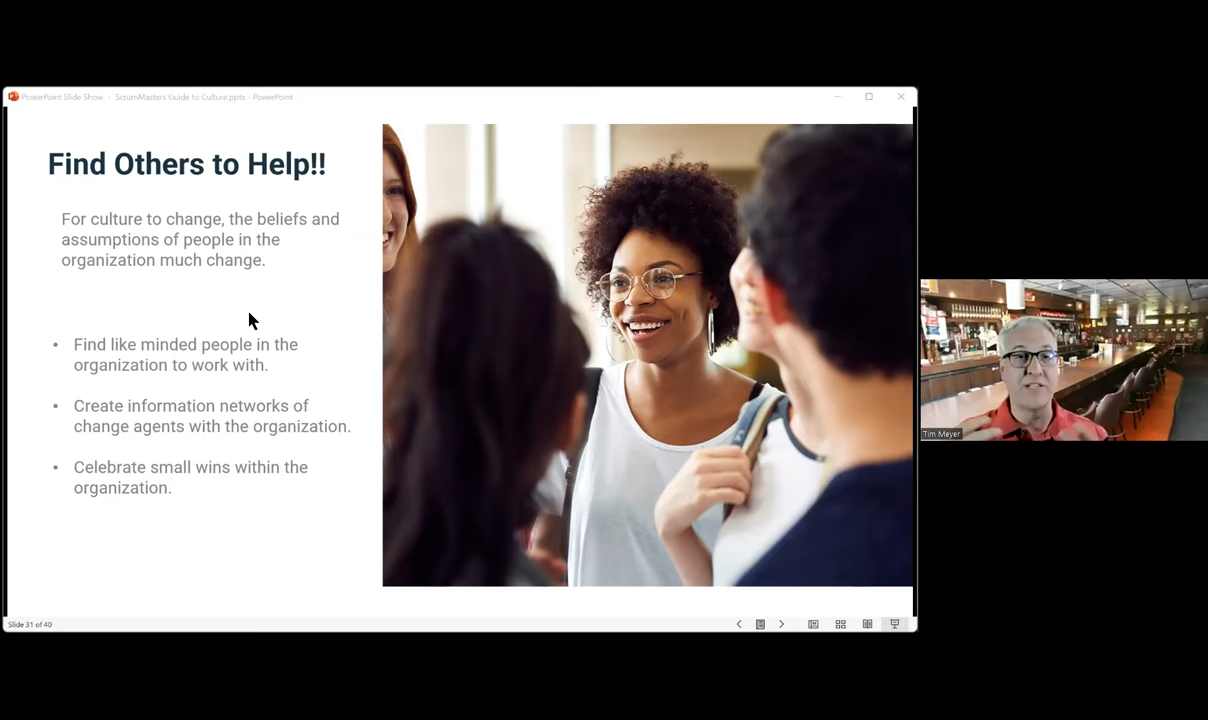 PowerPoint Slide Show - ScrumMasters Guide to Culture.pptx - PowerPoint
Find Others to Help!!
For culture to change, the beliefs and
assumptions of people in the
organization much change.
• Find like minded people in the
organization to work with.
• Create information networks of
change agents with the organization.
• Celebrate small wins within the
organization.
Tim Meyer
Slide 31 of 40